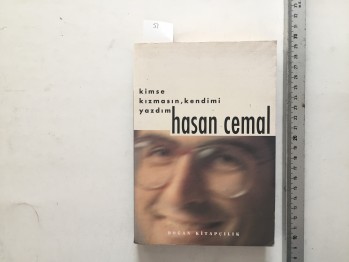 kimse
kızmasın, kendimi
yazdım
hasan cemal
DOĞAN KİTAPÇILIK